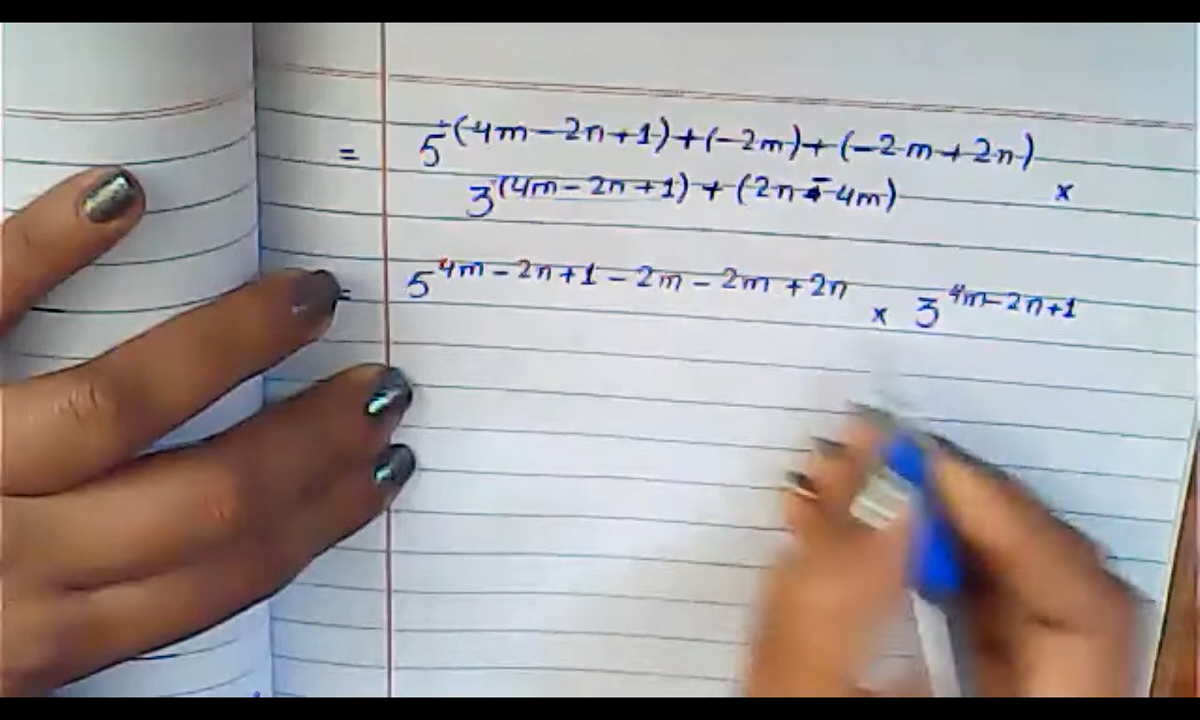 = 5^(4m-2n+1)+(-2m)+(-2m+2n) ×
3^(4m-2n+1)+(2n-4m)
= 5^4m-2n+1-2m-2m+2n × 3^4m-2n+1